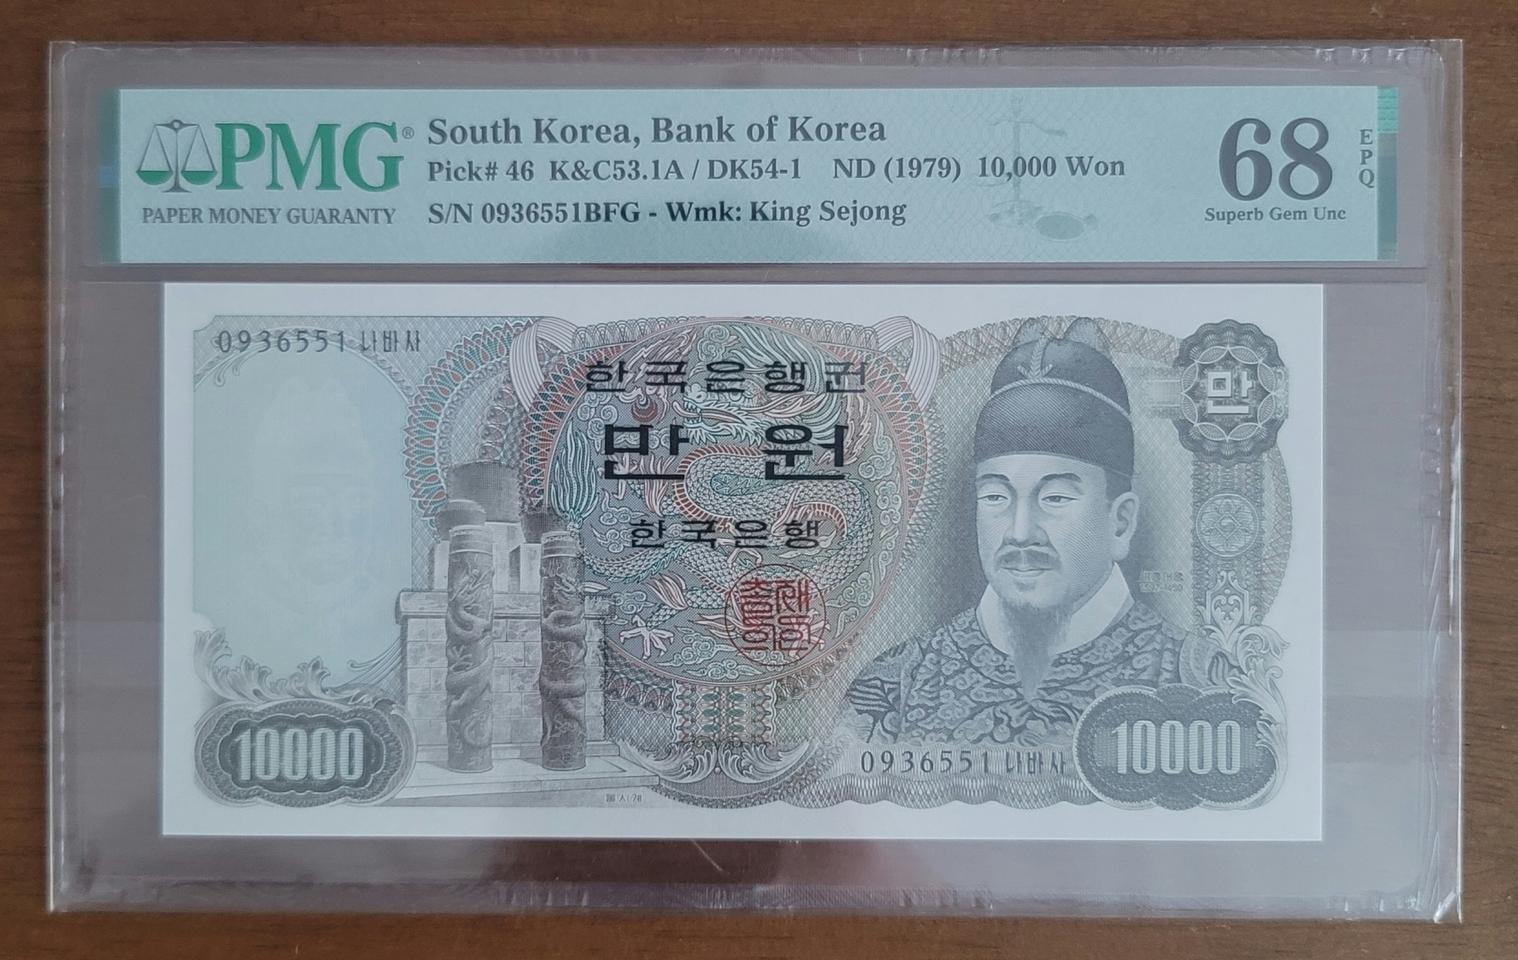 PMG®
PAPER MONEY GUARANTY
South Korea, Bank of Korea
Pick# 46 K&C53.1A / DK54-1 ND (1979) 10,000 Won
S/N 0936551BFG - Wmk: King Sejong
68
EPQ
Superb Gem Unc
0936551 나바사
한국은행권
만원
한국은행
만
10000
0936551 나바사
10000